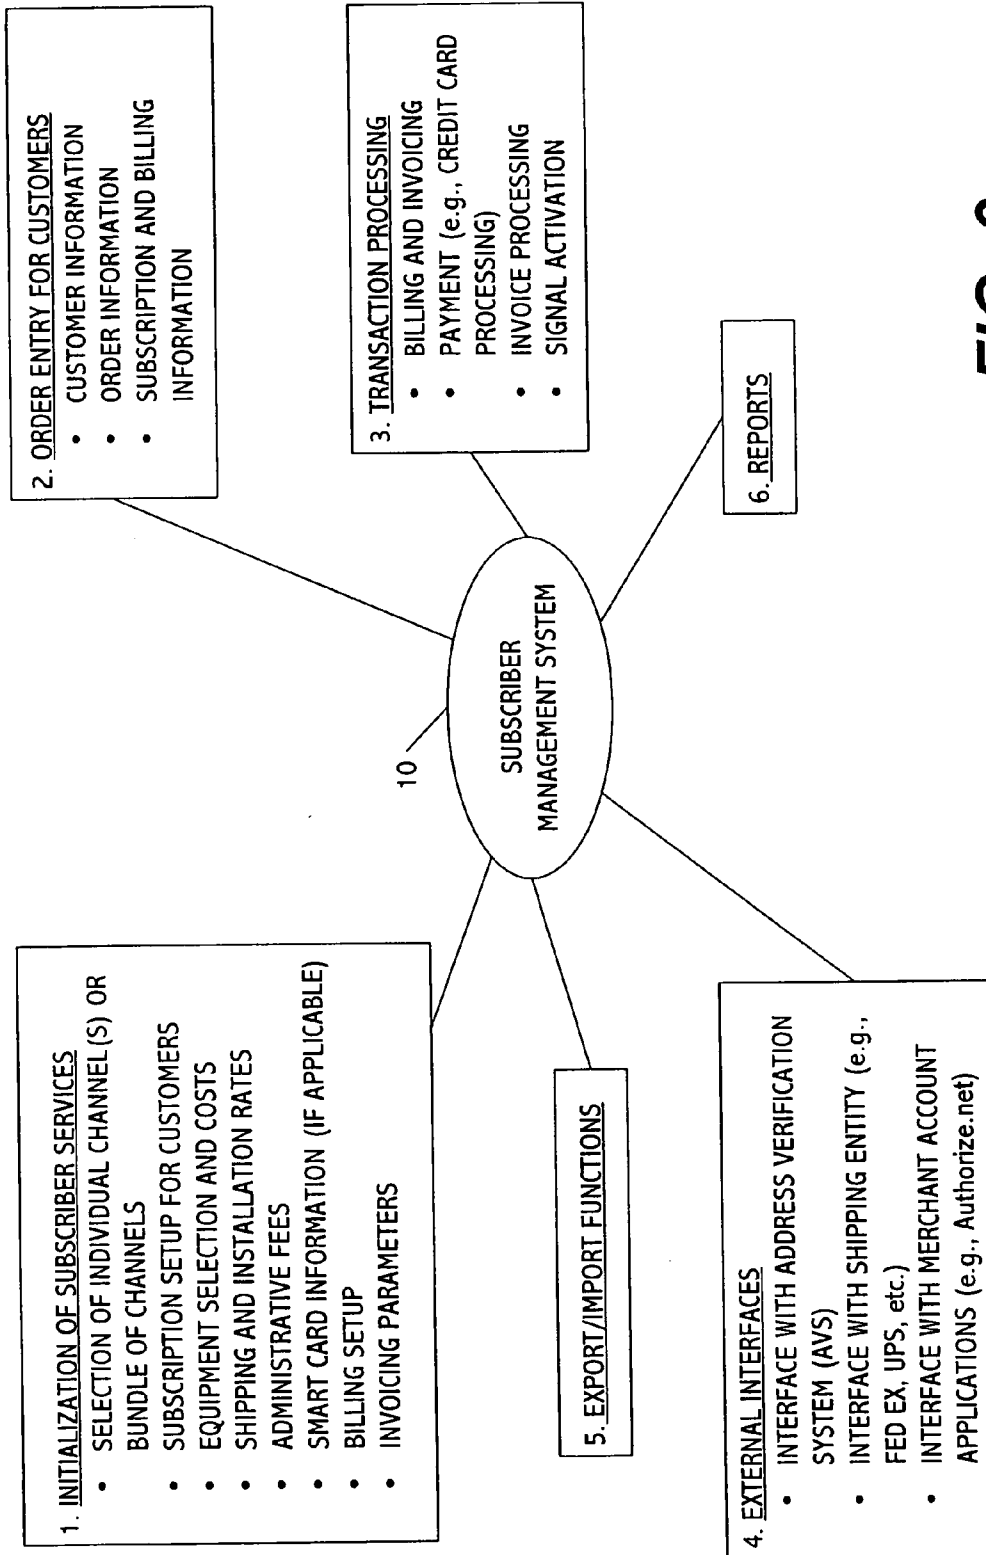 1. INITIALIZATION OF SUBSCRIBER SERVICES
• SELECTION OF INDIVIDUAL CHANNEL(S) OR
BUNDLE OF CHANNELS
• SUBSCRIPTION SETUP FOR CUSTOMERS
• EQUIPMENT SELECTION AND COSTS
• SHIPPING AND INSTALLATION RATES
• ADMINISTRATIVE FEES
• SMART CARD INFORMATION (IF APPLICABLE)
• BILLING SETUP
• INVOICING PARAMETERS
2. ORDER ENTRY FOR CUSTOMERS
• CUSTOMER INFORMATION
• ORDER INFORMATION
• SUBSCRIPTION AND BILLING
INFORMATION
10
SUBSCRIBER
MANAGEMENT SYSTEM
3. TRANSACTION PROCESSING
• BILLING AND INVOICING
• PAYMENT (e.g., CREDIT CARD
PROCESSING)
• INVOICE PROCESSING
• SIGNAL ACTIVATION
5. EXPORT/IMPORT FUNCTIONS
4. EXTERNAL INTERFACES
• INTERFACE WITH ADDRESS VERIFICATION
SYSTEM (AVS)
• INTERFACE WITH SHIPPING ENTITY (e.g.,
FED EX, UPS, etc.)
• INTERFACE WITH MERCHANT ACCOUNT
APPLICATIONS (e.g., Authorize.net)
6. REPORTS
FIG.